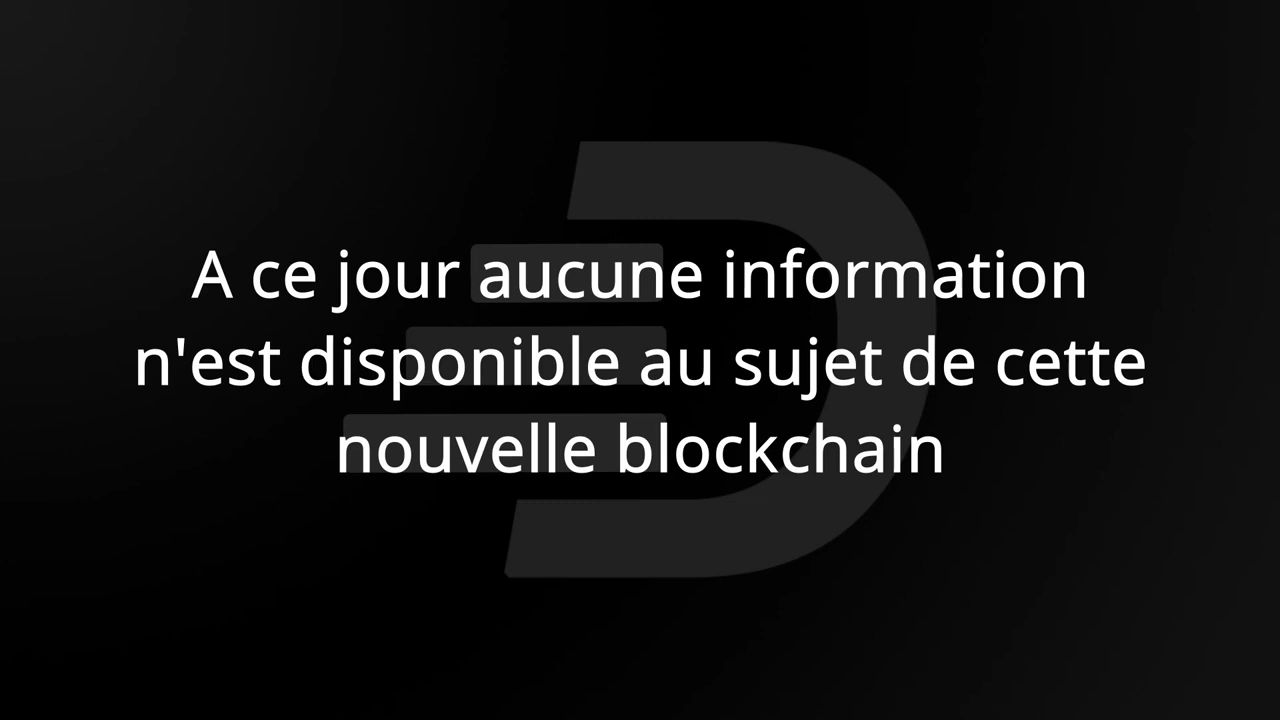 A ce jour aucune information
n'est disponible au sujet de cette
nouvelle blockchain